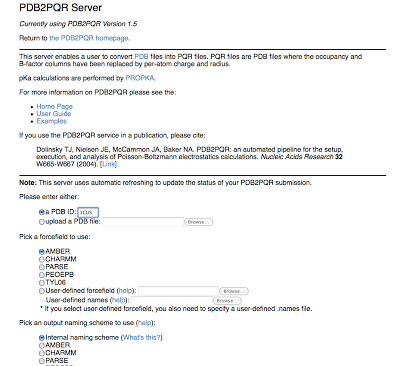 PDB2PQR Server
Currently using PDB2PQR Version 1.5
Return to the PDB2PQR homepage.
This server enables a user to convert PDB files into PQR files. PQR files are PDB files where the occupancy and
B-factor columns have been replaced by per-atom charge and radius.
pKa calculations are performed by PROPKA.
For more information on PDB2PQR please see the:
• Home Page
• User Guide
• Examples
If you use the PDB2PQR service in a publication, please cite:
Dolinsky TJ, Nielsen JE, McCammon JA, Baker NA. PDB2PQR: an automated pipeline for the setup,
execution, and analysis of Poisson-Boltzmann electrostatics calculations. Nucleic Acids Research 32
W665-W667 (2004). [Link]
Note: This server uses automatic refreshing to update the status of your PDB2PQR submission.
Please enter either:
a PDB ID: 1CUS
upload a PDB file: Browse...
Pick a forcefield to use:
AMBER
CHARMM
PARSE
PEOEPB
TYL06
User-defined forcefield (help): Browse...
User-defined names (help): Browse...
* If you select user-defined forcefield, you also need to specify a user-defined .names file.
Pick an output naming scheme to use (help):
Internal naming scheme (What's this?)
AMBER
CHARMM
PARSE